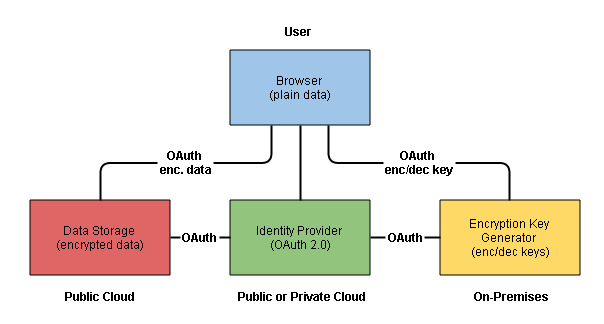 User
Browser
(plain data)
OAuth
enc. data
OAuth
enc/dec key
Data Storage
(encrypted data)
OAuth
Identity Provider
(OAuth 2.0)
OAuth
Encryption Key
Generator
(enc/dec keys)
Public Cloud
Public or Private Cloud
On-Premises